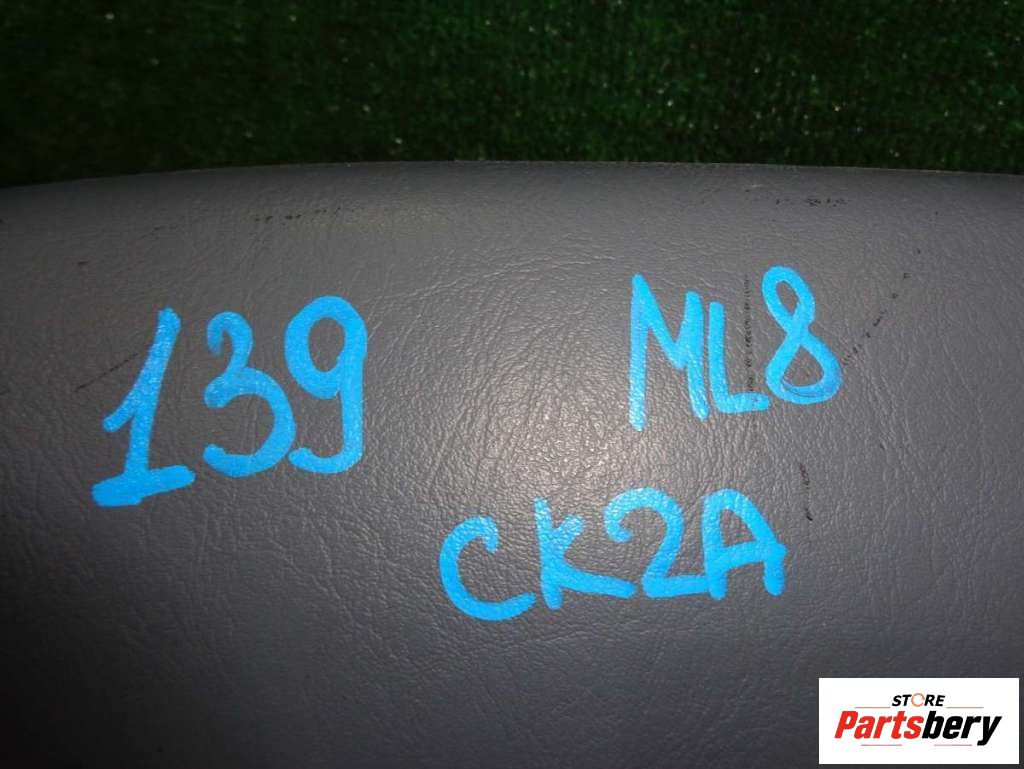 139 ML8
CK2A
STORE
Partsbery